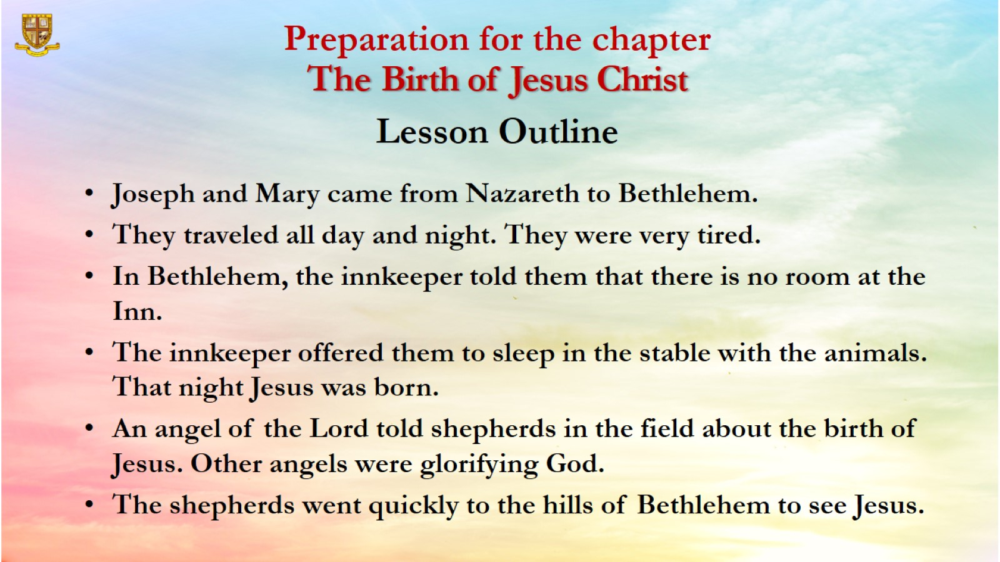 Preparation for the chapter
The Birth of Jesus Christ
Lesson Outline
• Joseph and Mary came from Nazareth to Bethlehem.
• They traveled all day and night. They were very tired.
• In Bethlehem, the innkeeper told them that there is no room at the
Inn.
• The innkeeper offered them to sleep in the stable with the animals.
That night Jesus was born.
• An angel of the Lord told shepherds in the field about the birth of
Jesus. Other angels were glorifying God.
• The shepherds went quickly to the hills of Bethlehem to see Jesus.